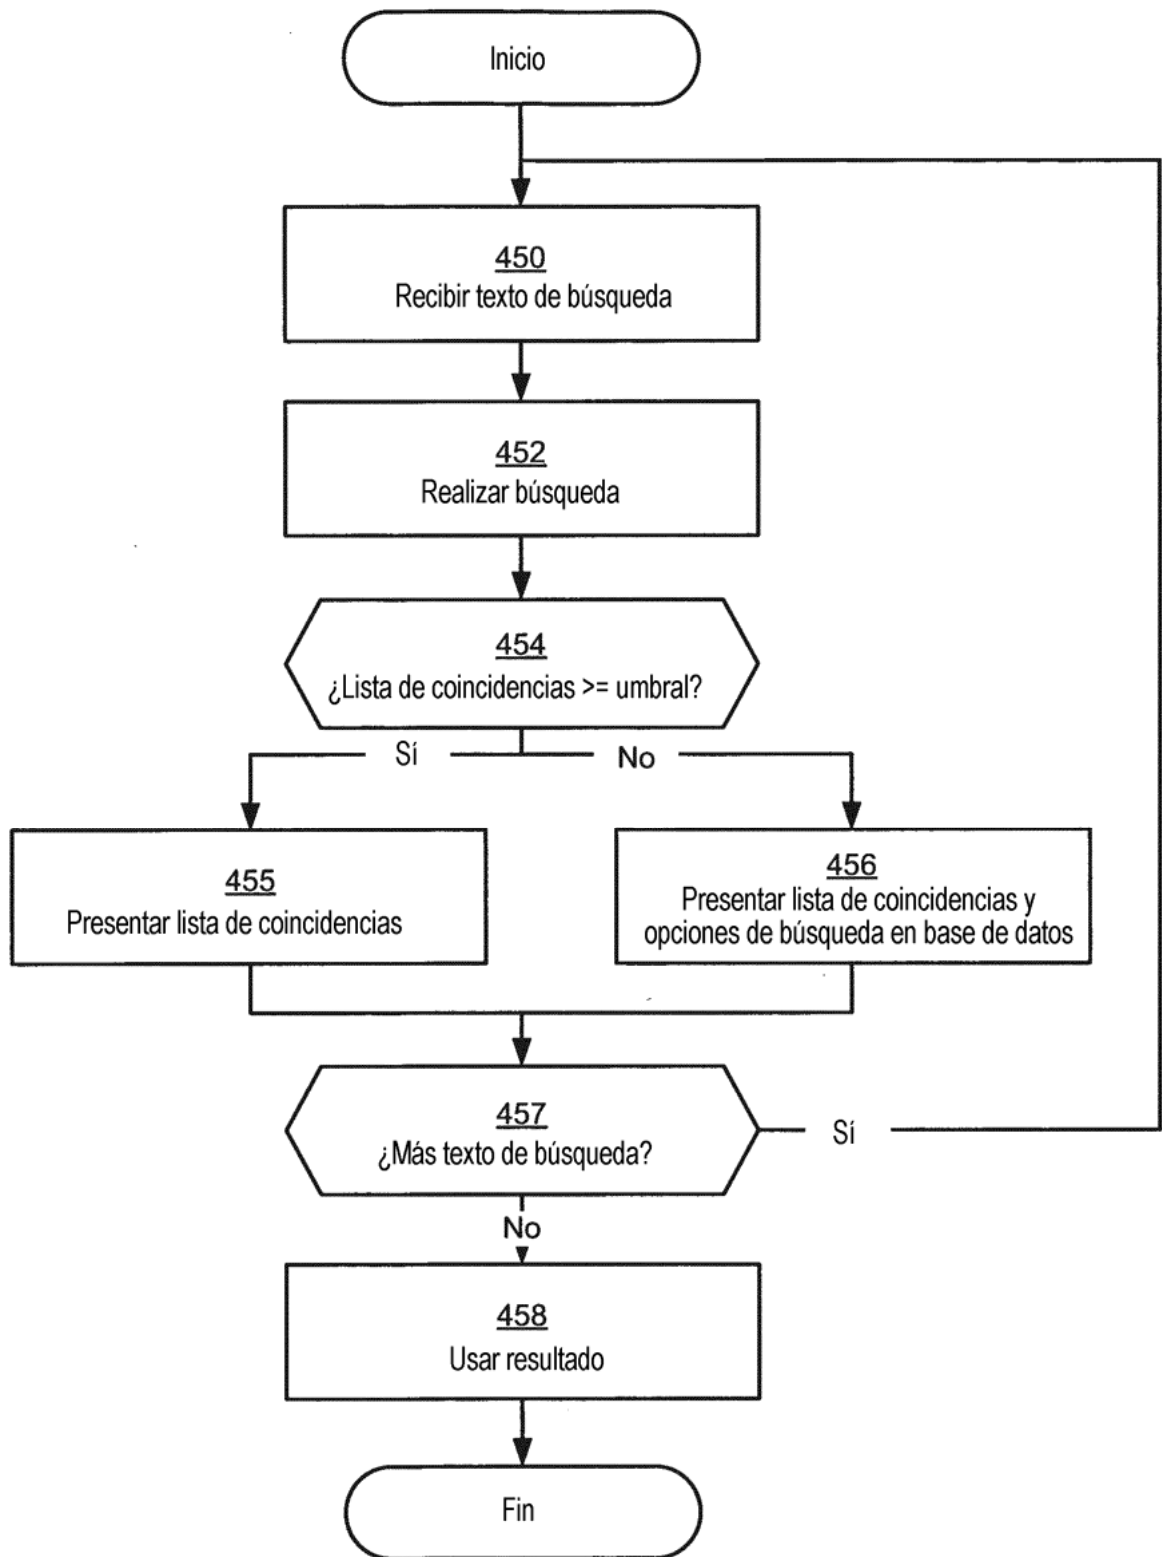 Inicio
450
Recibir texto de búsqueda
452
Realizar búsqueda
454
¿Lista de coincidencias >= umbral?
Sí
No
455
Presentar lista de coincidencias
456
Presentar lista de coincidencias y
opciones de búsqueda en base de datos
457
¿Más texto de búsqueda?
Sí
No
458
Usar resultado
Fin